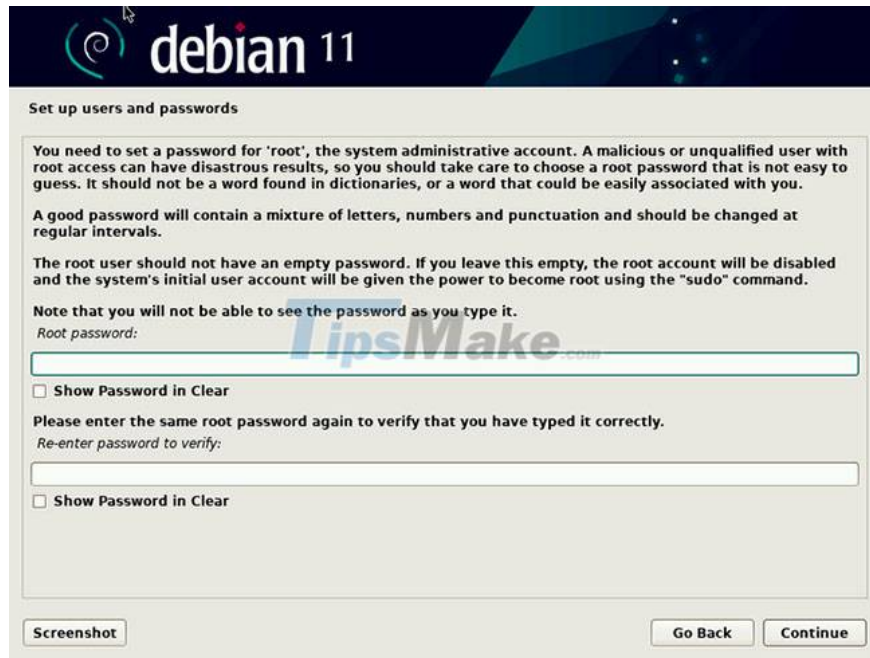 debian 11
Set up users and passwords
You need to set a password for 'root', the system administrative account. A malicious or unqualified user with
root access can have disastrous results, so you should take care to choose a root password that is not easy to
guess. It should not be a word found in dictionaries, or a word that could be easily associated with you.
A good password will contain a mixture of letters, numbers and punctuation and should be changed at
regular intervals.
The root user should not have an empty password. If you leave this empty, the root account will be disabled
and the system's initial user account will be given the power to become root using the "sudo" command.
Note that you will not be able to see the password as you type it.
Root password:
TipsMake.com
Show Password in Clear
Please enter the same root password again to verify that you have typed it correctly.
Re-enter password to verify:
Show Password in Clear
Screenshot
Go Back
Continue